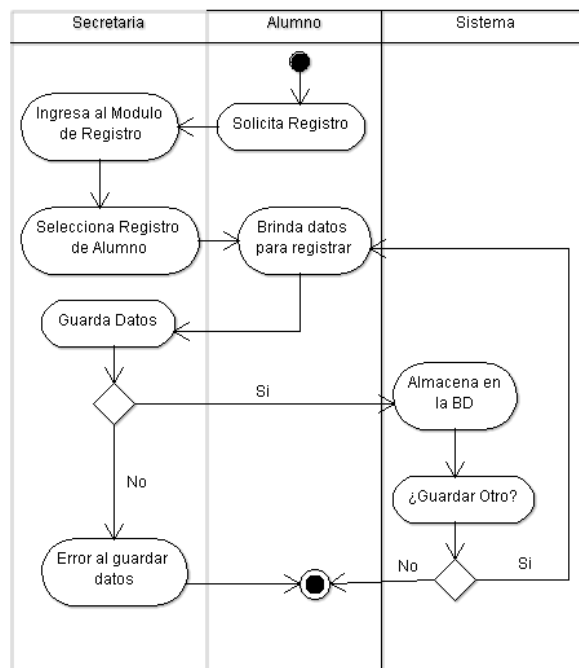 Secretaria
Alumno
Sistema
Ingresa al Modulo
de Registro
Solicita Registro
Selecciona Registro
de Alumno
Brinda datos
para registrar
Guarda Datos
Si
Almacena en
la BD
No
¿Guardar Otro?
Error al guardar
datos
No
Si